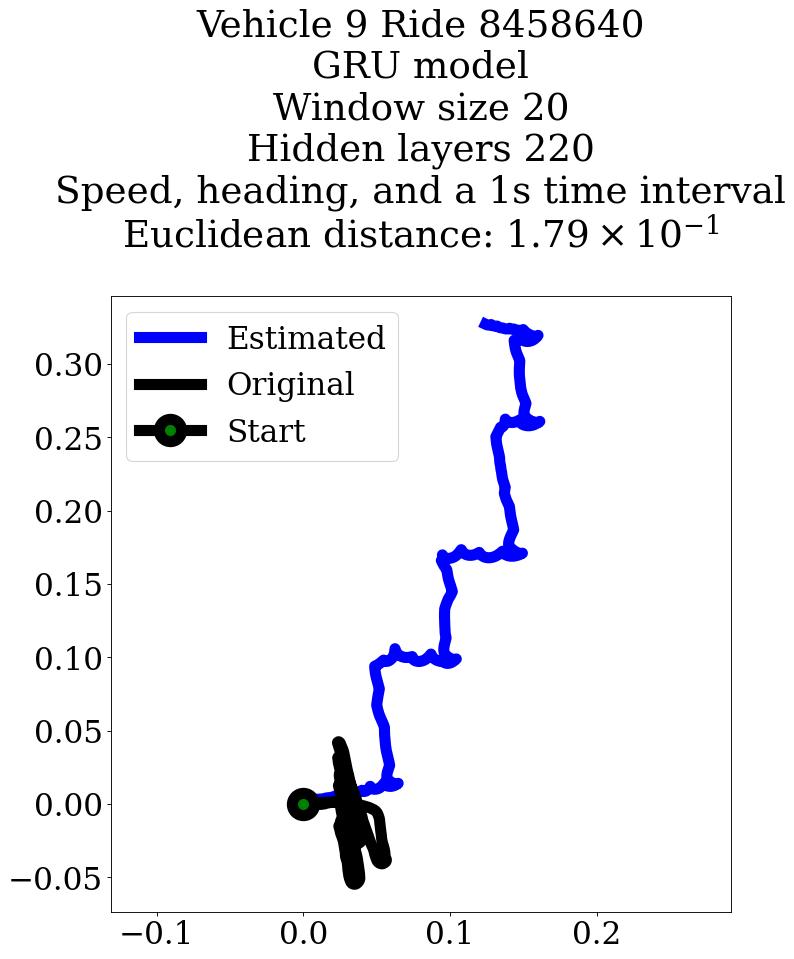 Vehicle 9 Ride 8458640
GRU model
Window size 20
Hidden layers 220
Speed, heading, and a 1s time interval
Euclidean distance: 1.79 × 10⁻¹
Estimated
Original
Start
0.30
0.25
0.20
0.15
0.10
0.05
0.00
−0.05
−0.1 0.0 0.1 0.2